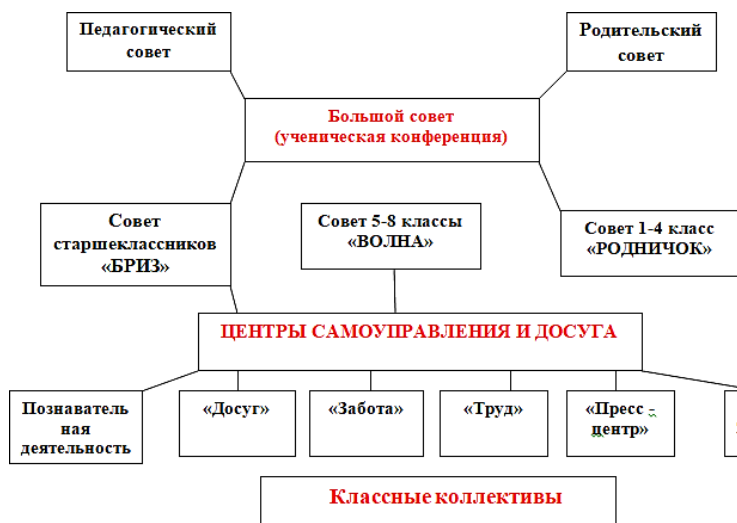 Педагогический
совет
Родительский
совет
Большой совет
(ученическая конференция)
Совет
старшеклассников
«БРИЗ»
Совет 5-8 классы
«ВОЛНА»
Совет 1-4 класс
«РОДНИЧОК»
ЦЕНТРЫ САМОУПРАВЛЕНИЯ И ДОСУГА
Познаватель
ная
деятельность
«Досуг»
«Забота»
«Труд»
«Пресс -
центр»
Классные коллективы